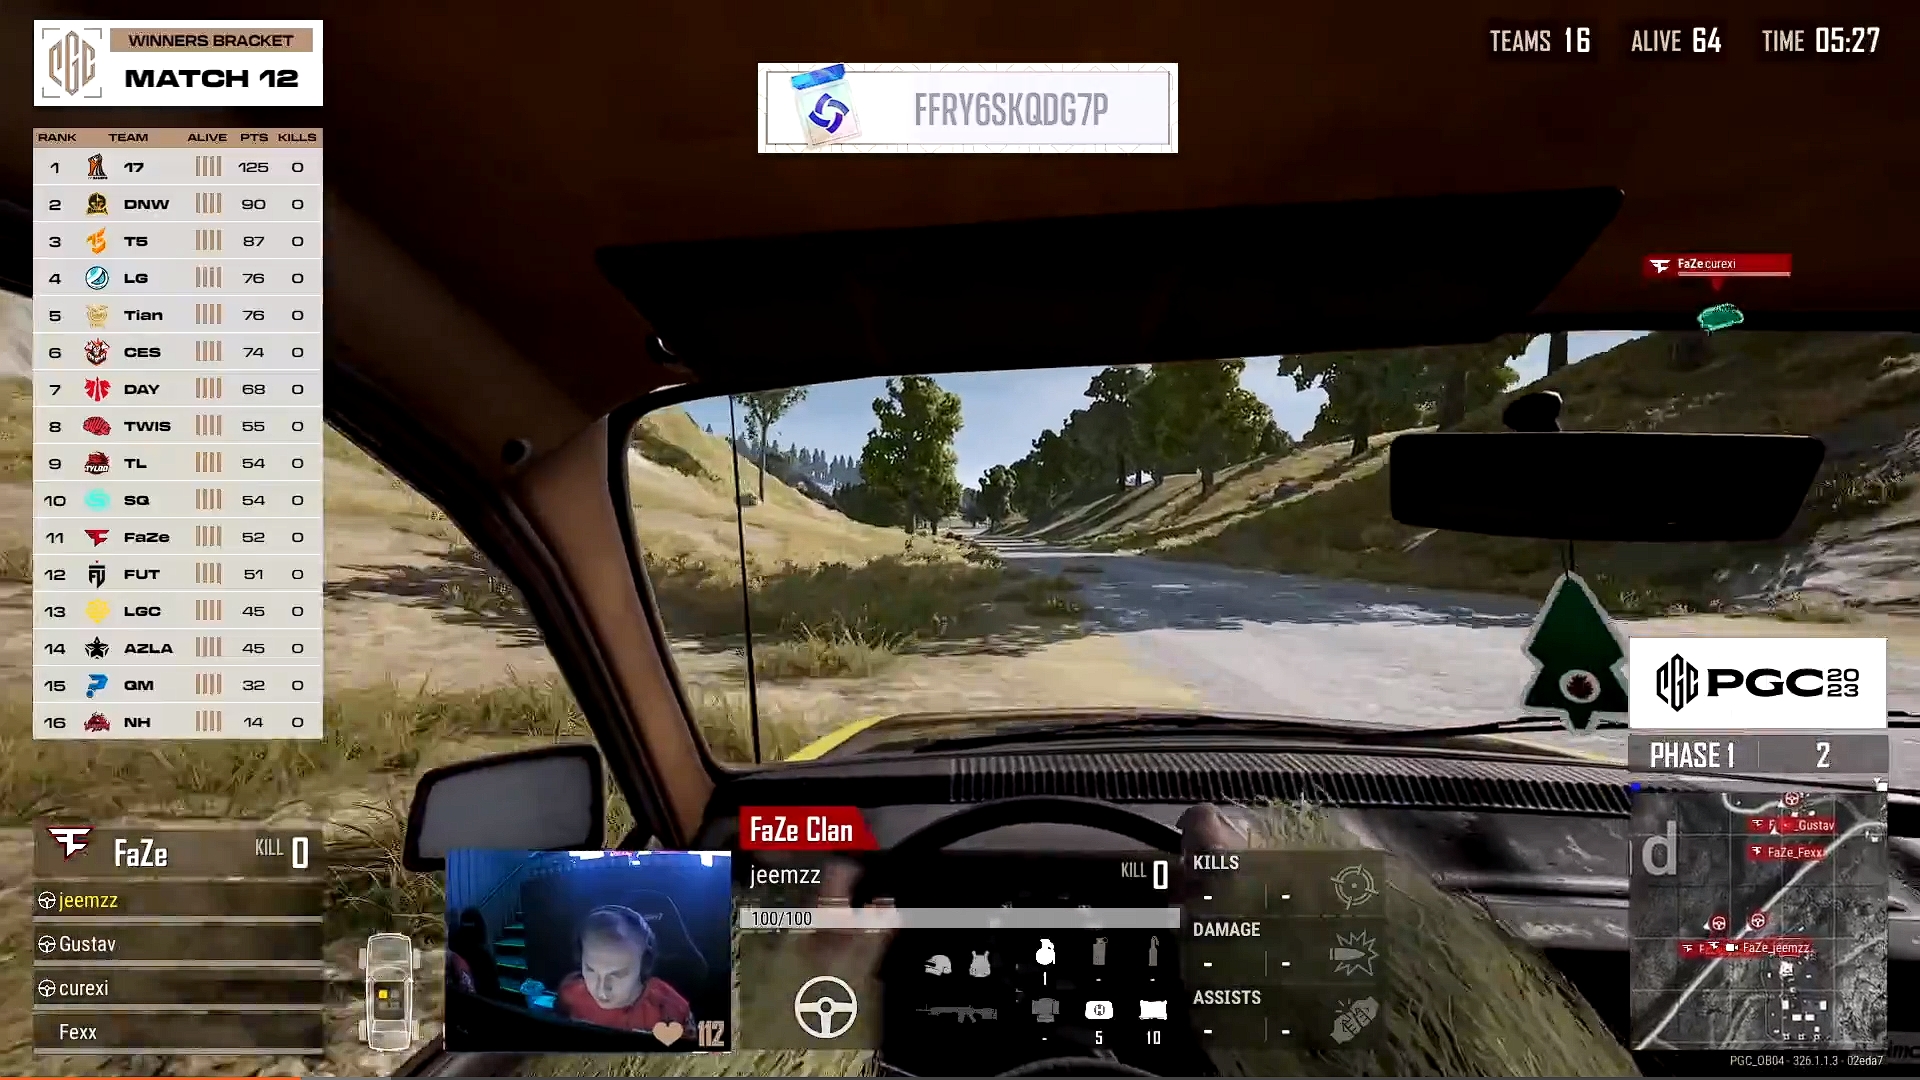 WINNERS BRACKET
MATCH 12
TEAMS 16 ALIVE 64 TIME 05:27
FFRY6SKQDG7P
RANK TEAM ALIVE PTS KILLS
1 17 125 0
2 DNW 90 0
3 T5 87 0
4 LG 76 0
5 Tian 76 0
6 CES 74 0
7 DAY 68 0
8 TWIS 55 0
9 TL 54 0
10 SQ 54 0
11 FaZe 52 0
12 FUT 51 0
13 LGC 45 0
14 AZLA 45 0
15 QM 32 0
16 NH 14 0
FaZe curexi
PGC 2023
PHASE 1 2
d
Gustav
FaZe_Fexx
FaZe_jeemzz
FaZe KILL 0
jeemzz
Gustav
curexi
Fexx
112
FaZe Clan
jeemzz KILL 0
100/100
1 - -
- 5 10
KILLS
- -
DAMAGE
- -
ASSISTS
- -
PGC_OB04 - 326.1.1.3 - 02eda7